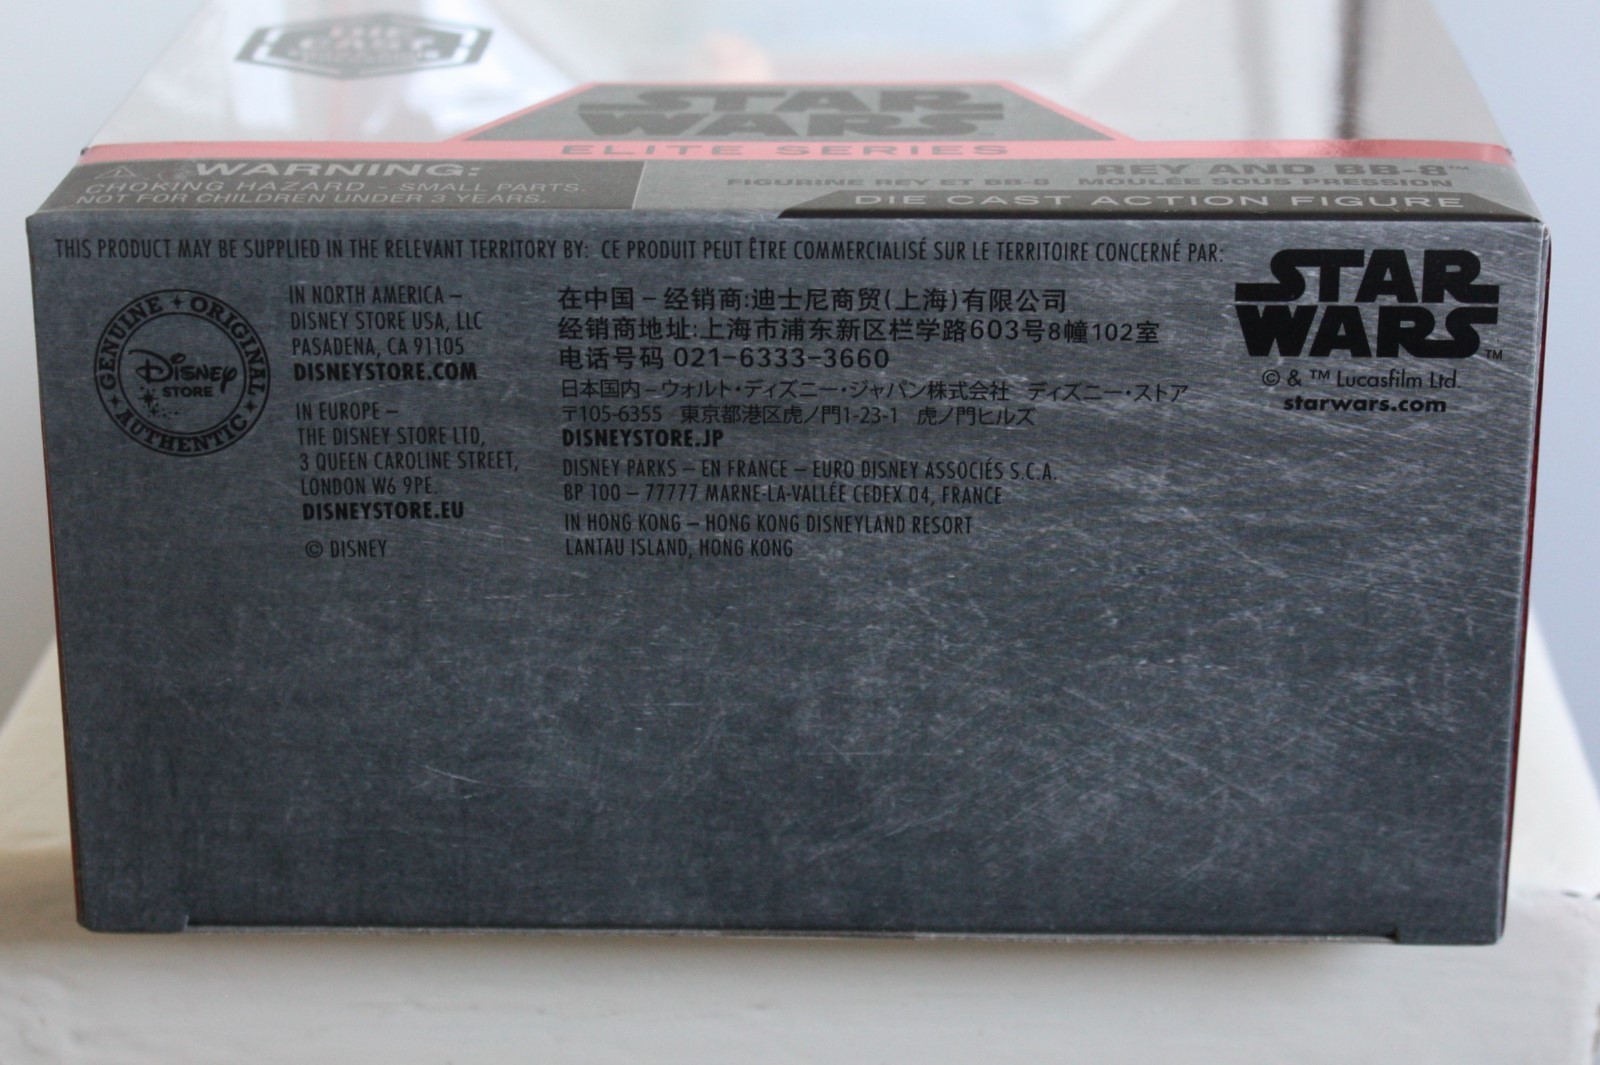 DIE
CAST
STAR
WARS
ELITE SERIES
⚠ WARNING:
CHOKING HAZARD - SMALL PARTS.
NOT FOR CHILDREN UNDER 3 YEARS.
REY AND BB-8™
FIGURINE REY ET BB-8 MOULÉE SOUS PRESSION
DIE CAST ACTION FIGURE
THIS PRODUCT MAY BE SUPPLIED IN THE RELEVANT TERRITORY BY: CE PRODUIT PEUT ÊTRE COMMERCIALISÉ SUR LE TERRITOIRE CONCERNÉ PAR:
GENUINE ORIGINAL
Disney
STORE
AUTHENTIC
IN NORTH AMERICA –
DISNEY STORE USA, LLC
PASADENA, CA 91105
DISNEYSTORE.COM
IN EUROPE –
THE DISNEY STORE LTD,
3 QUEEN CAROLINE STREET,
LONDON W6 9PE.
DISNEYSTORE.EU
© DISNEY
在中国－经销商:迪士尼商贸(上海)有限公司
经销商地址:上海市浦东新区栏学路603号8幢102室
电话号码 021-6333-3660
日本国内－ウォルト・ディズニー・ジャパン株式会社 ディズニー・ストア
〒105-6355 東京都港区虎ノ門1-23-1 虎ノ門ヒルズ
DISNEYSTORE.JP
DISNEY PARKS – EN FRANCE – EURO DISNEY ASSOCIÉS S.C.A.
BP 100 – 77777 MARNE-LA-VALLÉE CEDEX 04, FRANCE
IN HONG KONG – HONG KONG DISNEYLAND RESORT
LANTAU ISLAND, HONG KONG
STAR
WARS™
© & ™ Lucasfilm Ltd.
starwars.com